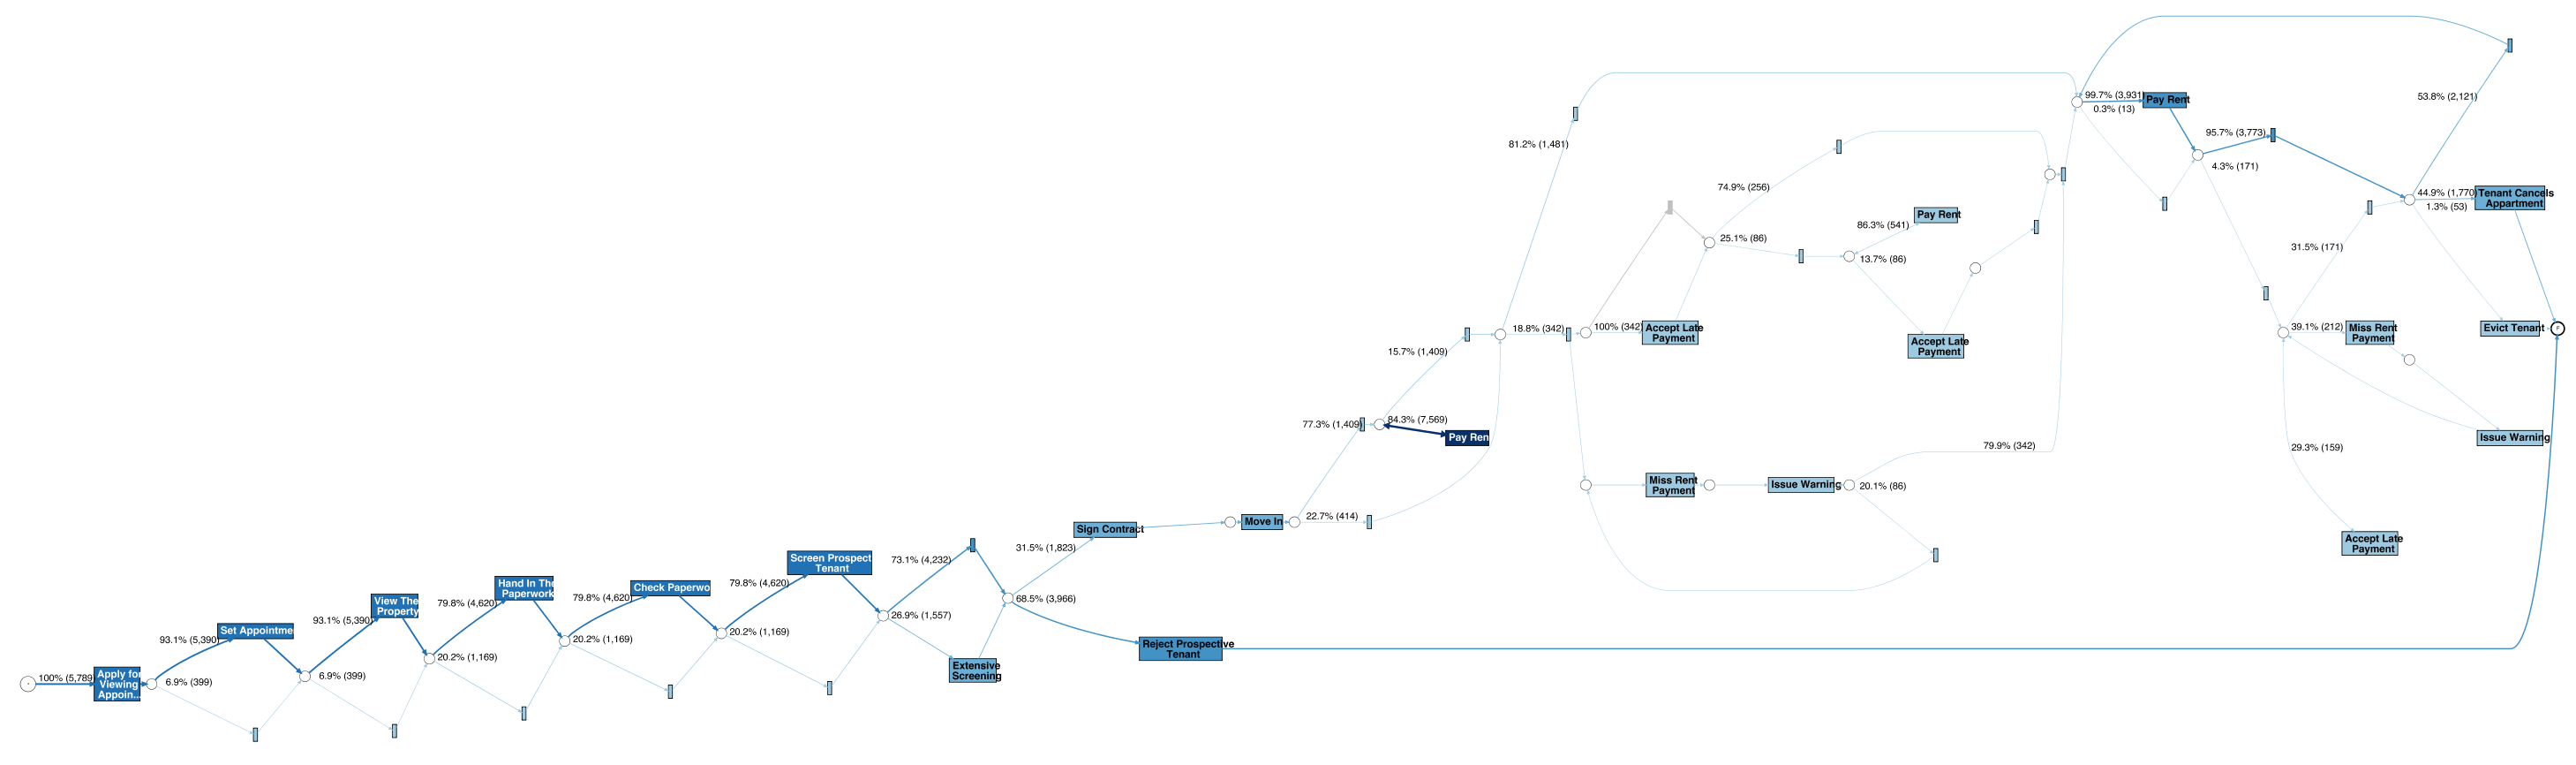 100% (5,789)
Apply for
Viewing
Appoin...
93.1% (5,390)
6.9% (399)
Set Appointme
93.1% (5,390)
6.9% (399)
View The
Property
79.8% (4,620)
20.2% (1,169)
Hand In The
Paperwork
79.8% (4,620)
20.2% (1,169)
Check Paperwo
79.8% (4,620)
20.2% (1,169)
Screen Prospect
Tenant
73.1% (4,232)
26.9% (1,557)
Extensive
Screening
31.5% (1,823)
68.5% (3,966)
Sign Contract
Reject Prospective
Tenant
Move In
77.3% (1,409)
22.7% (414)
15.7% (1,409)
84.3% (7,569)
Pay Ren
81.2% (1,481)
18.8% (342)
100% (342)
Accept Late
Payment
74.9% (256)
25.1% (86)
86.3% (541)
13.7% (86)
Pay Rent
Accept Late
Payment
Miss Rent
Payment
Issue Warning
79.9% (342)
20.1% (86)
99.7% (3,931)
0.3% (13)
Pay Rent
95.7% (3,773)
4.3% (171)
53.8% (2,121)
44.9% (1,770)
1.3% (53)
Tenant Cancels
Appartment
31.5% (171)
39.1% (212)
29.3% (159)
Miss Rent
Payment
Evict Tenant
Issue Warning
Accept Late
Payment